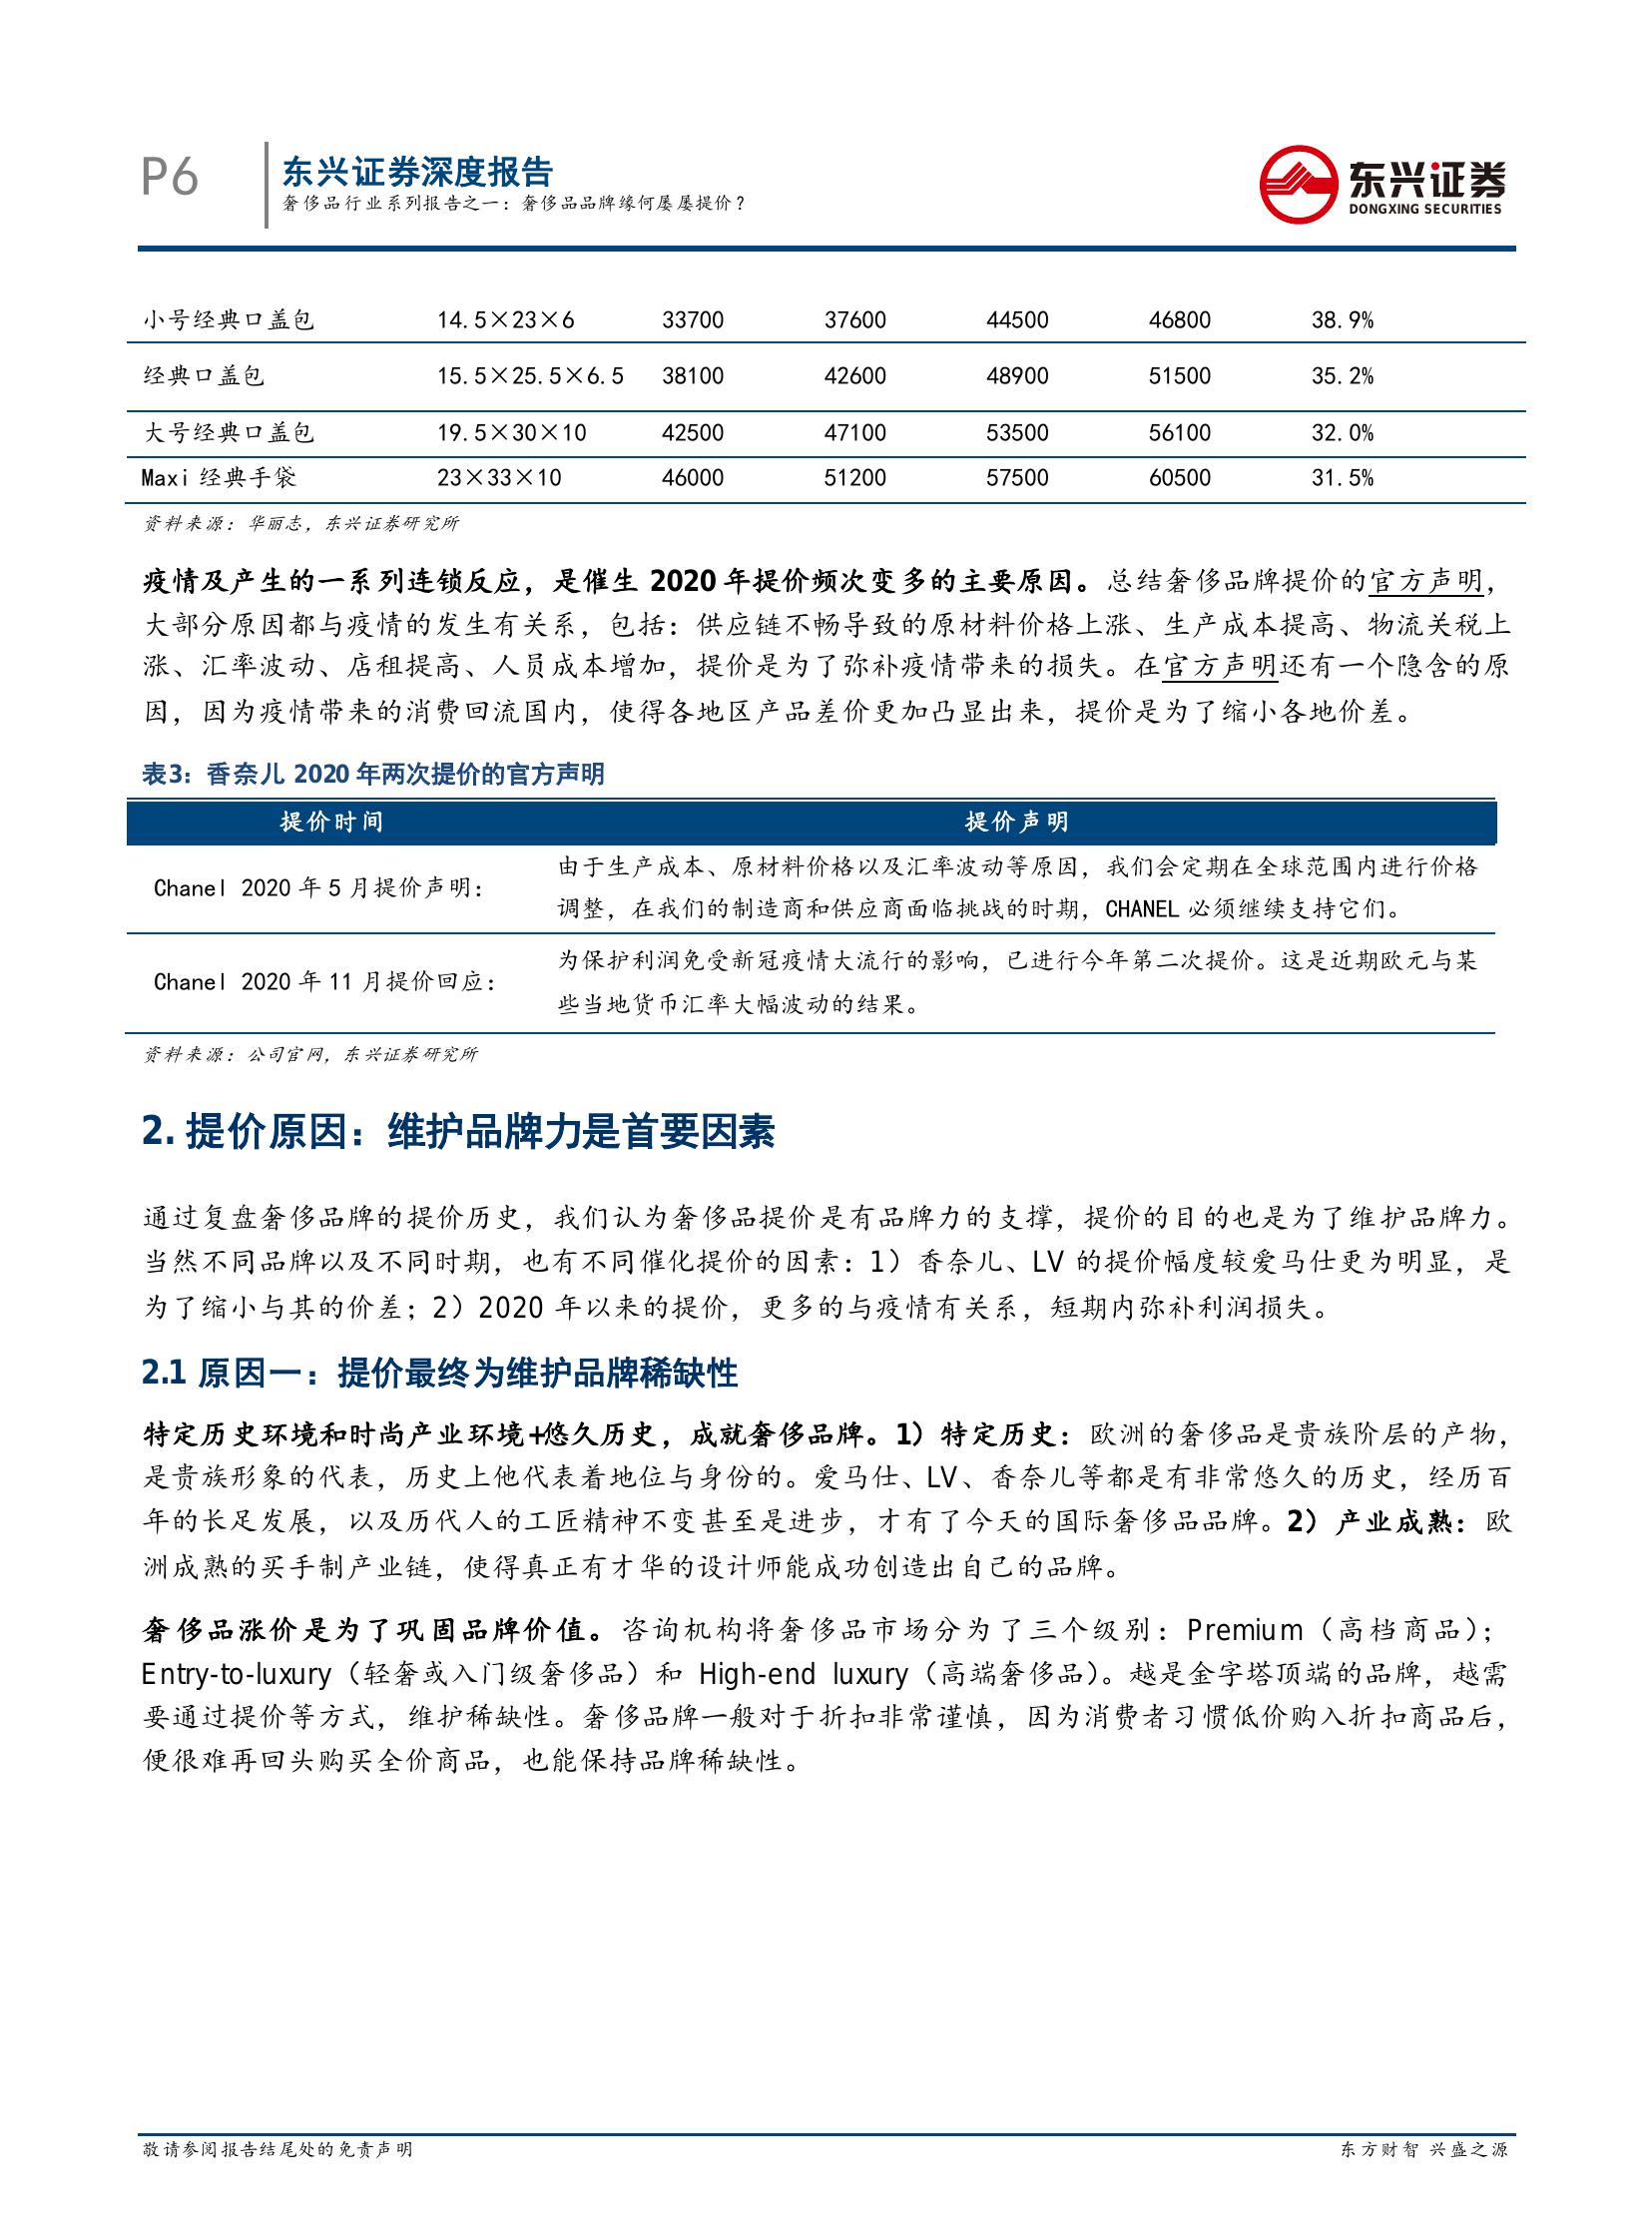 P6
东兴证券深度报告
奢侈品行业系列报告之一：奢侈品品牌缘何屡屡提价？
东兴证券
DONGXING SECURITIES
小号经典口盖包 14.5×23×6 33700 37600 44500 46800 38.9%
经典口盖包 15.5×25.5×6.5 38100 42600 48900 51500 35.2%
大号经典口盖包 19.5×30×10 42500 47100 53500 56100 32.0%
Maxi 经典手袋 23×33×10 46000 51200 57500 60500 31.5%
资料来源：华丽志，东兴证券研究所
疫情及产生的一系列连锁反应，是催生 2020 年提价频次变多的主要原因。总结奢侈品牌提价的官方声明，
大部分原因都与疫情的发生有关系，包括：供应链不畅导致的原材料价格上涨、生产成本提高、物流关税上
涨、汇率波动、店租提高、人员成本增加，提价是为了弥补疫情带来的损失。在官方声明还有一个隐含的原
因，因为疫情带来的消费回流国内，使得各地区产品差价更加凸显出来，提价是为了缩小各地价差。
表3：香奈儿 2020 年两次提价的官方声明
提价时间 提价声明
Chanel 2020 年 5 月提价声明：
由于生产成本、原材料价格以及汇率波动等原因，我们会定期在全球范围内进行价格
调整，在我们的制造商和供应商面临挑战的时期，CHANEL 必须继续支持它们。
Chanel 2020 年 11 月提价回应：
为保护利润免受新冠疫情大流行的影响，已进行今年第二次提价。这是近期欧元与某
些当地货币汇率大幅波动的结果。
资料来源：公司官网，东兴证券研究所
2. 提价原因：维护品牌力是首要因素
通过复盘奢侈品牌的提价历史，我们认为奢侈品提价是有品牌力的支撑，提价的目的也是为了维护品牌力。
当然不同品牌以及不同时期，也有不同催化提价的因素：1）香奈儿、LV 的提价幅度较爱马仕更为明显，是
为了缩小与其的价差；2）2020 年以来的提价，更多的与疫情有关系，短期内弥补利润损失。
2.1 原因一：提价最终为维护品牌稀缺性
特定历史环境和时尚产业环境+悠久历史，成就奢侈品牌。1）特定历史：欧洲的奢侈品是贵族阶层的产物，
是贵族形象的代表，历史上他代表着地位与身份的。爱马仕、LV、香奈儿等都是有非常悠久的历史，经历百
年的长足发展，以及历代人的工匠精神不变甚至是进步，才有了今天的国际奢侈品品牌。2）产业成熟：欧
洲成熟的买手制产业链，使得真正有才华的设计师能成功创造出自己的品牌。
奢侈品涨价是为了巩固品牌价值。咨询机构将奢侈品市场分为了三个级别：Premium（高档商品）；
Entry-to-luxury（轻奢或入门级奢侈品）和 High-end luxury（高端奢侈品）。越是金字塔顶端的品牌，越需
要通过提价等方式，维护稀缺性。奢侈品牌一般对于折扣非常谨慎，因为消费者习惯低价购入折扣商品后，
便很难再回头购买全价商品，也能保持品牌稀缺性。
敬请参阅报告结尾处的免责声明
东方财智 兴盛之源